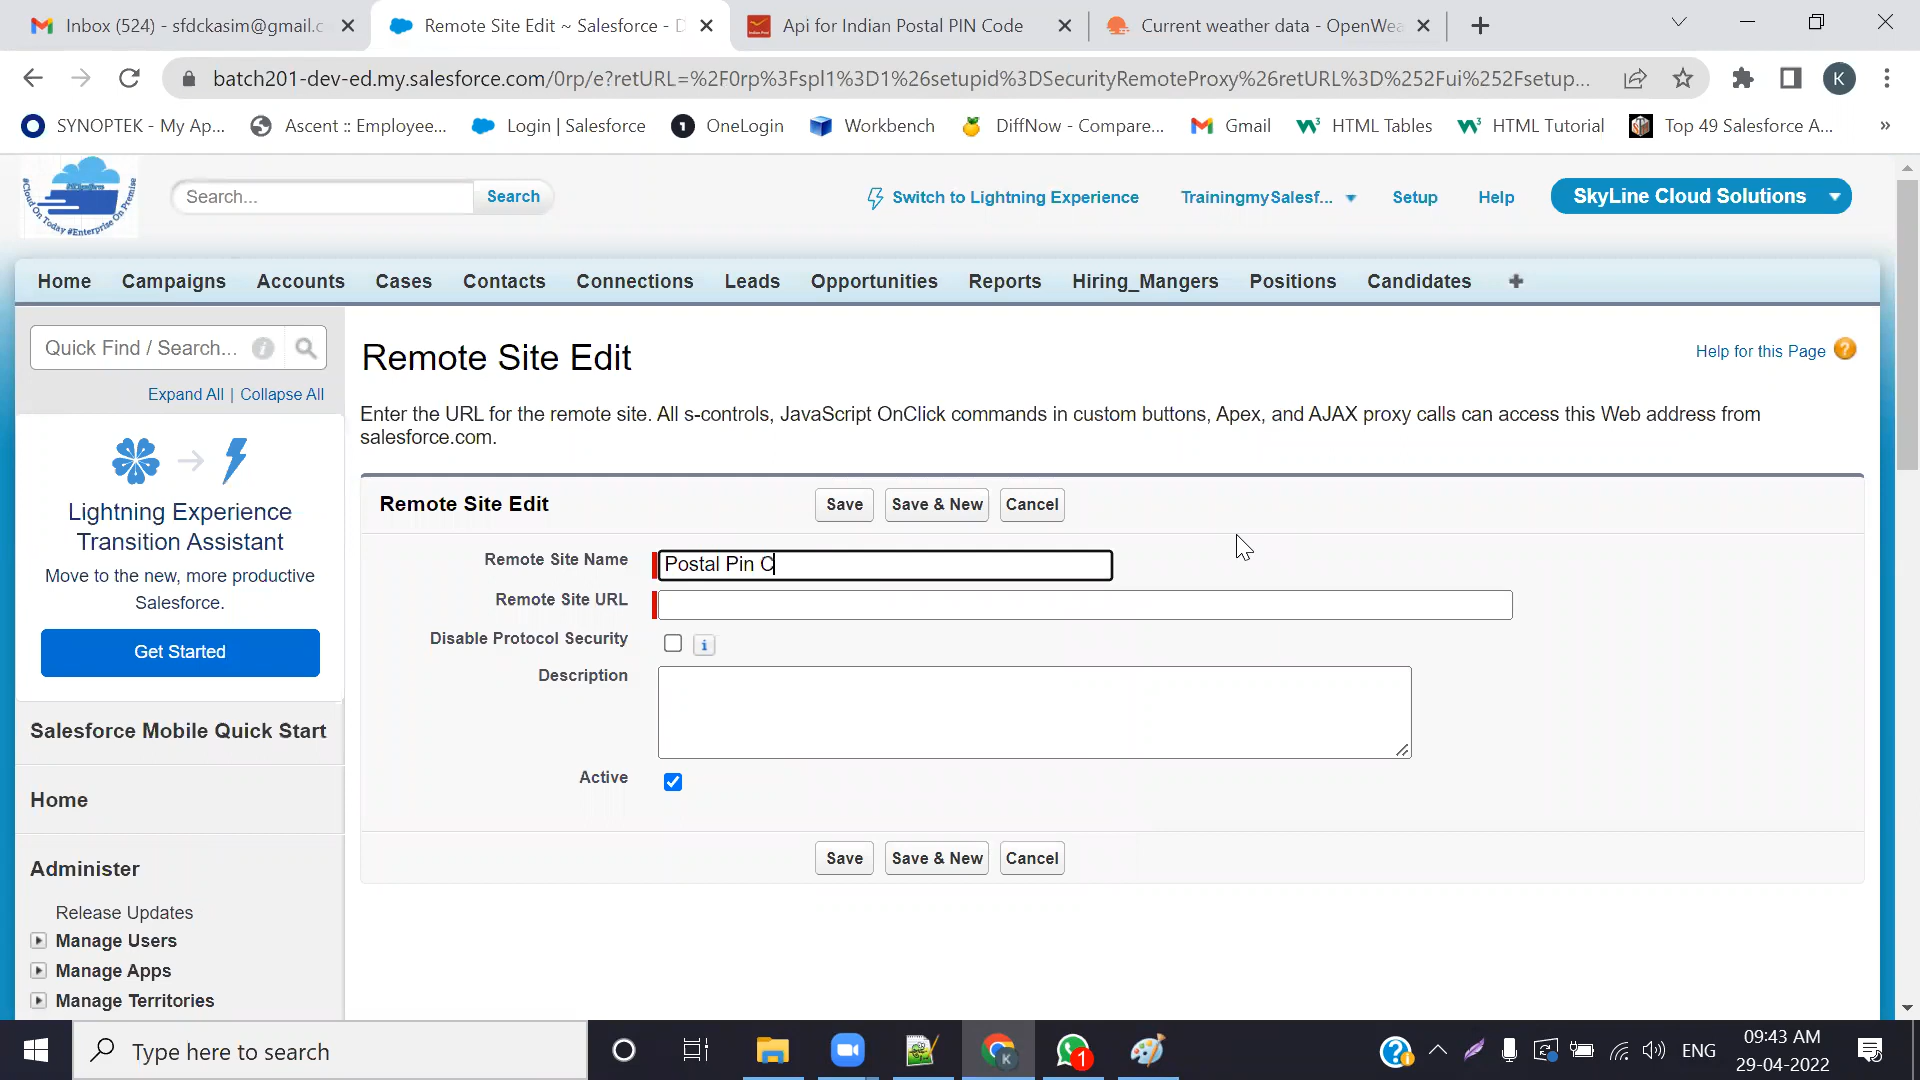 Inbox (524) - sfdckasim@gmail.c
Remote Site Edit ~ Salesforce - D
Api for Indian Postal PIN Code
Current weather data - OpenWea
batch201-dev-ed.my.salesforce.com/0rp/e?retURL=%2F0rp%3Fspl1%3D1%26setupid%3DSecurityRemoteProxy%26retURL%3D%252Fui%252Fsetup...
K
SYNOPTEK - My Ap...
Ascent :: Employee...
Login | Salesforce
OneLogin
Workbench
DiffNow - Compare...
Gmail
HTML Tables
HTML Tutorial
Top 49 Salesforce A...
»
#Cloud On Today #Enterprise On Premise
Search...
Search
Switch to Lightning Experience
TrainingmySalesf...
Setup
Help
SkyLine Cloud Solutions
Home
Campaigns
Accounts
Cases
Contacts
Connections
Leads
Opportunities
Reports
Hiring_Mangers
Positions
Candidates
Quick Find / Search...
Expand All | Collapse All
Remote Site Edit
Help for this Page
Enter the URL for the remote site. All s-controls, JavaScript OnClick commands in custom buttons, Apex, and AJAX proxy calls can access this Web address from
salesforce.com.
Lightning Experience
Transition Assistant
Move to the new, more productive
Salesforce.
Get Started
Remote Site Edit
Save
Save & New
Cancel
Remote Site Name
Postal Pin C
Remote Site URL
Disable Protocol Security
Description
Active
Save
Save & New
Cancel
Salesforce Mobile Quick Start
Home
Administer
Release Updates
Manage Users
Manage Apps
Manage Territories
Type here to search
K
1
ENG
09:43 AM
29-04-2022